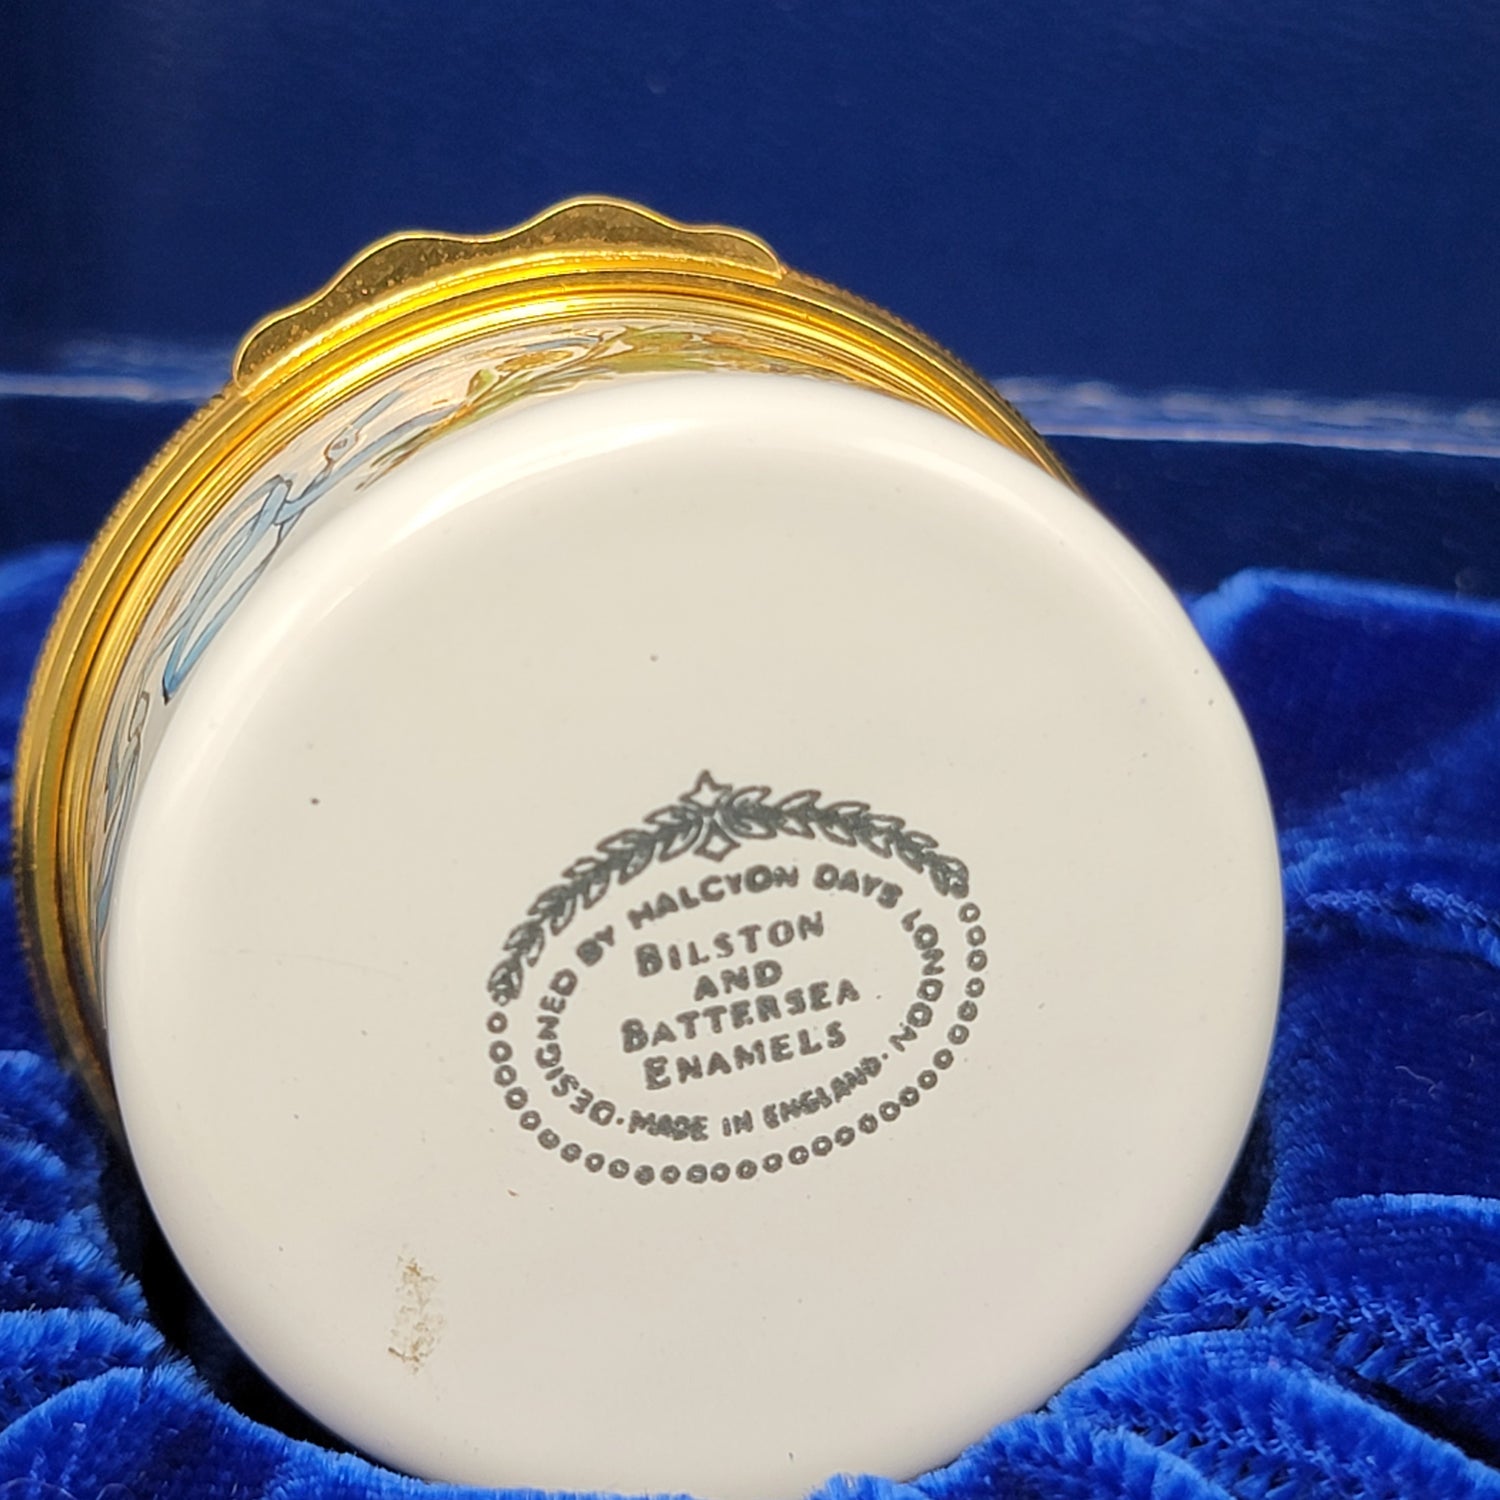 DESIGNED BY HALCYON DAYS LONDON
BILSTON
AND
BATTERSEA
ENAMELS
· MADE IN ENGLAND ·